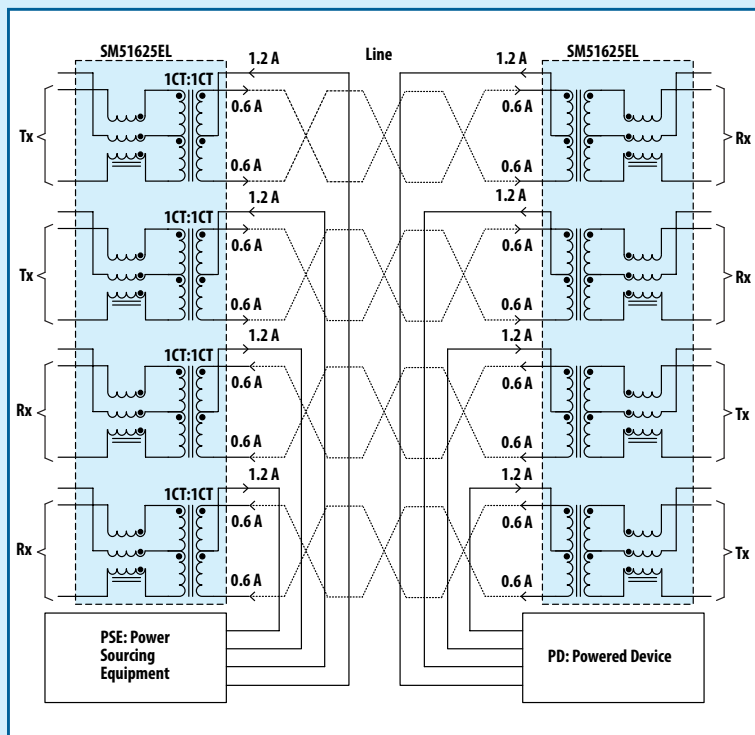 SM51625EL
1.2 A
Line
1.2 A
SM51625EL
1CT:1CT
0.6 A
0.6 A
Tx
Rx
0.6 A
0.6 A
1.2 A
1.2 A
1CT:1CT
0.6 A
0.6 A
Tx
Rx
0.6 A
0.6 A
1.2 A
1.2 A
1CT:1CT
0.6 A
0.6 A
Rx
Tx
0.6 A
0.6 A
1.2 A
1.2 A
1CT:1CT
0.6 A
0.6 A
Rx
Tx
0.6 A
0.6 A
PSE: Power
Sourcing
Equipment
PD: Powered Device